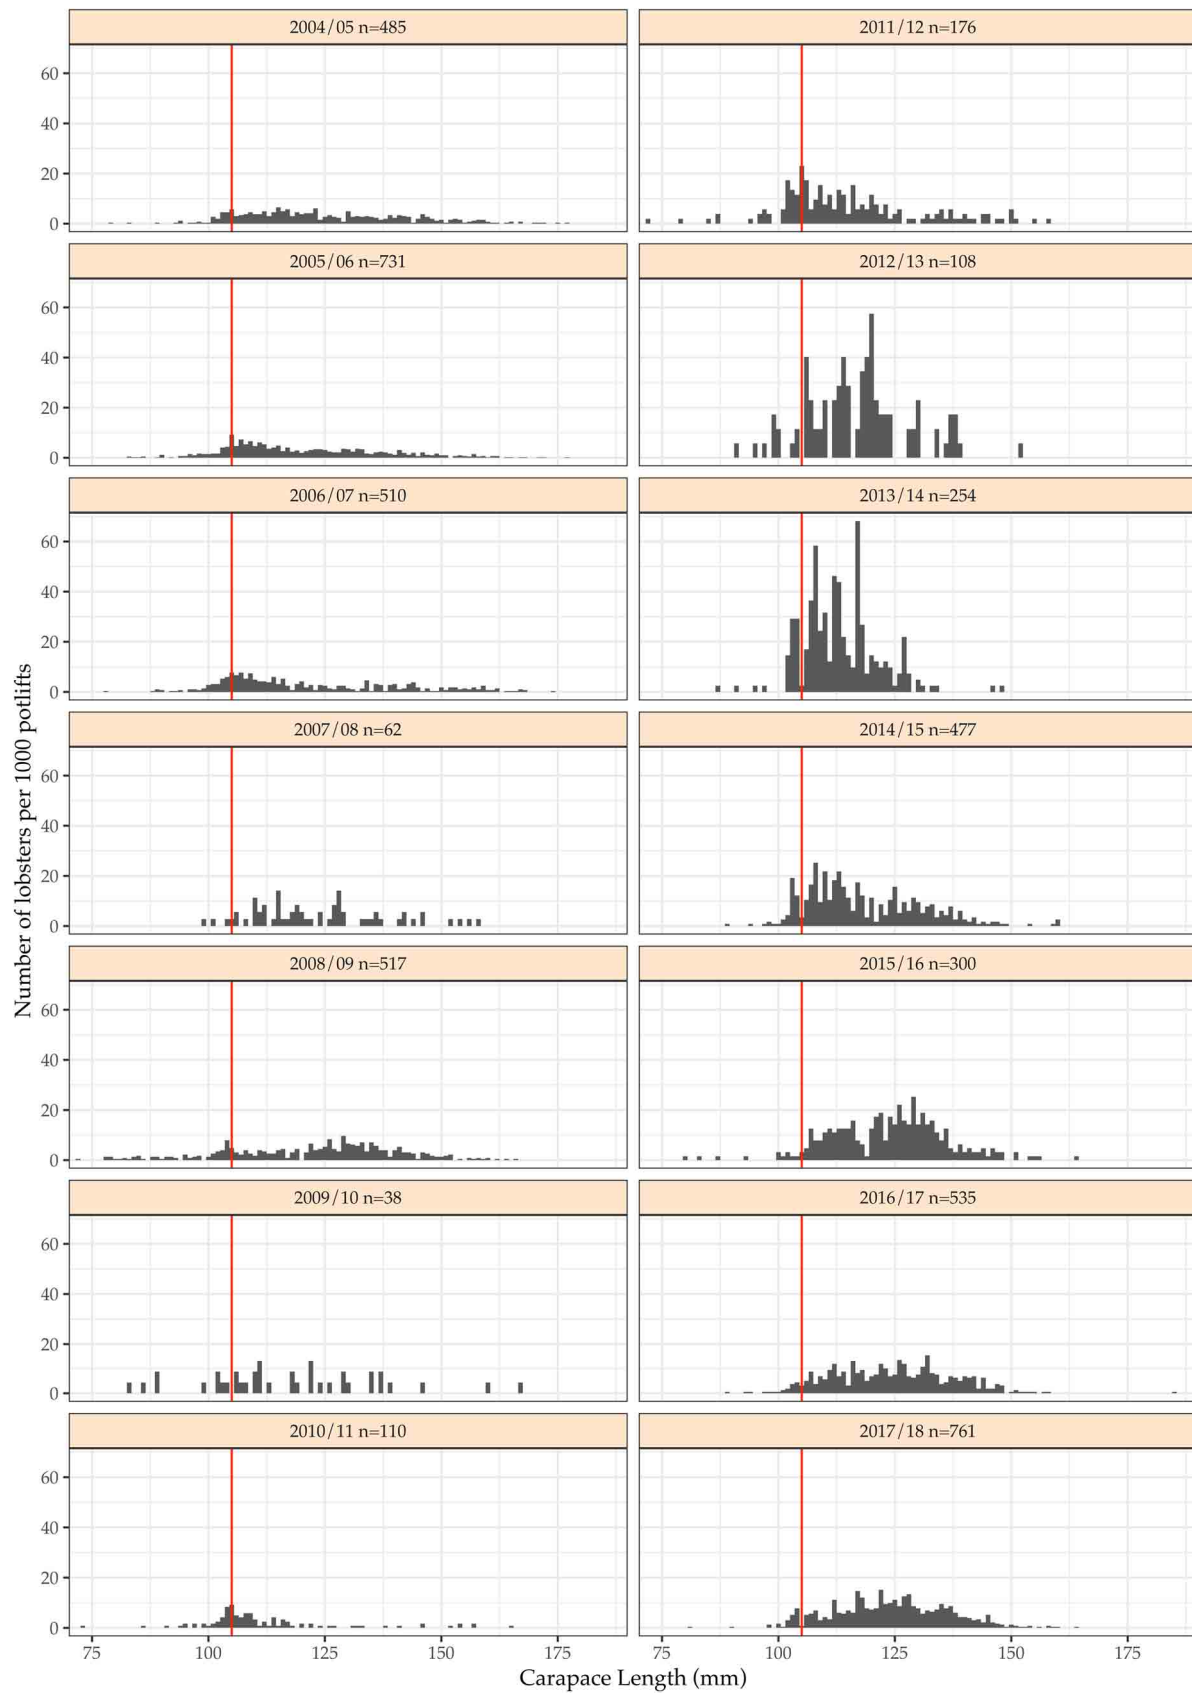 2004/05 n=485
2011/12 n=176
60
40
20
0
2005/06 n=731
2012/13 n=108
60
40
20
0
2006/07 n=510
2013/14 n=254
60
40
20
0
2007/08 n=62
2014/15 n=477
60
40
20
0
2008/09 n=517
2015/16 n=300
60
40
20
0
2009/10 n=38
2016/17 n=535
60
40
20
0
2010/11 n=110
2017/18 n=761
60
40
20
0
Number of lobsters per 1000 potlifts
75 100 125 150 175 75 100 125 150 175
Carapace Length (mm)